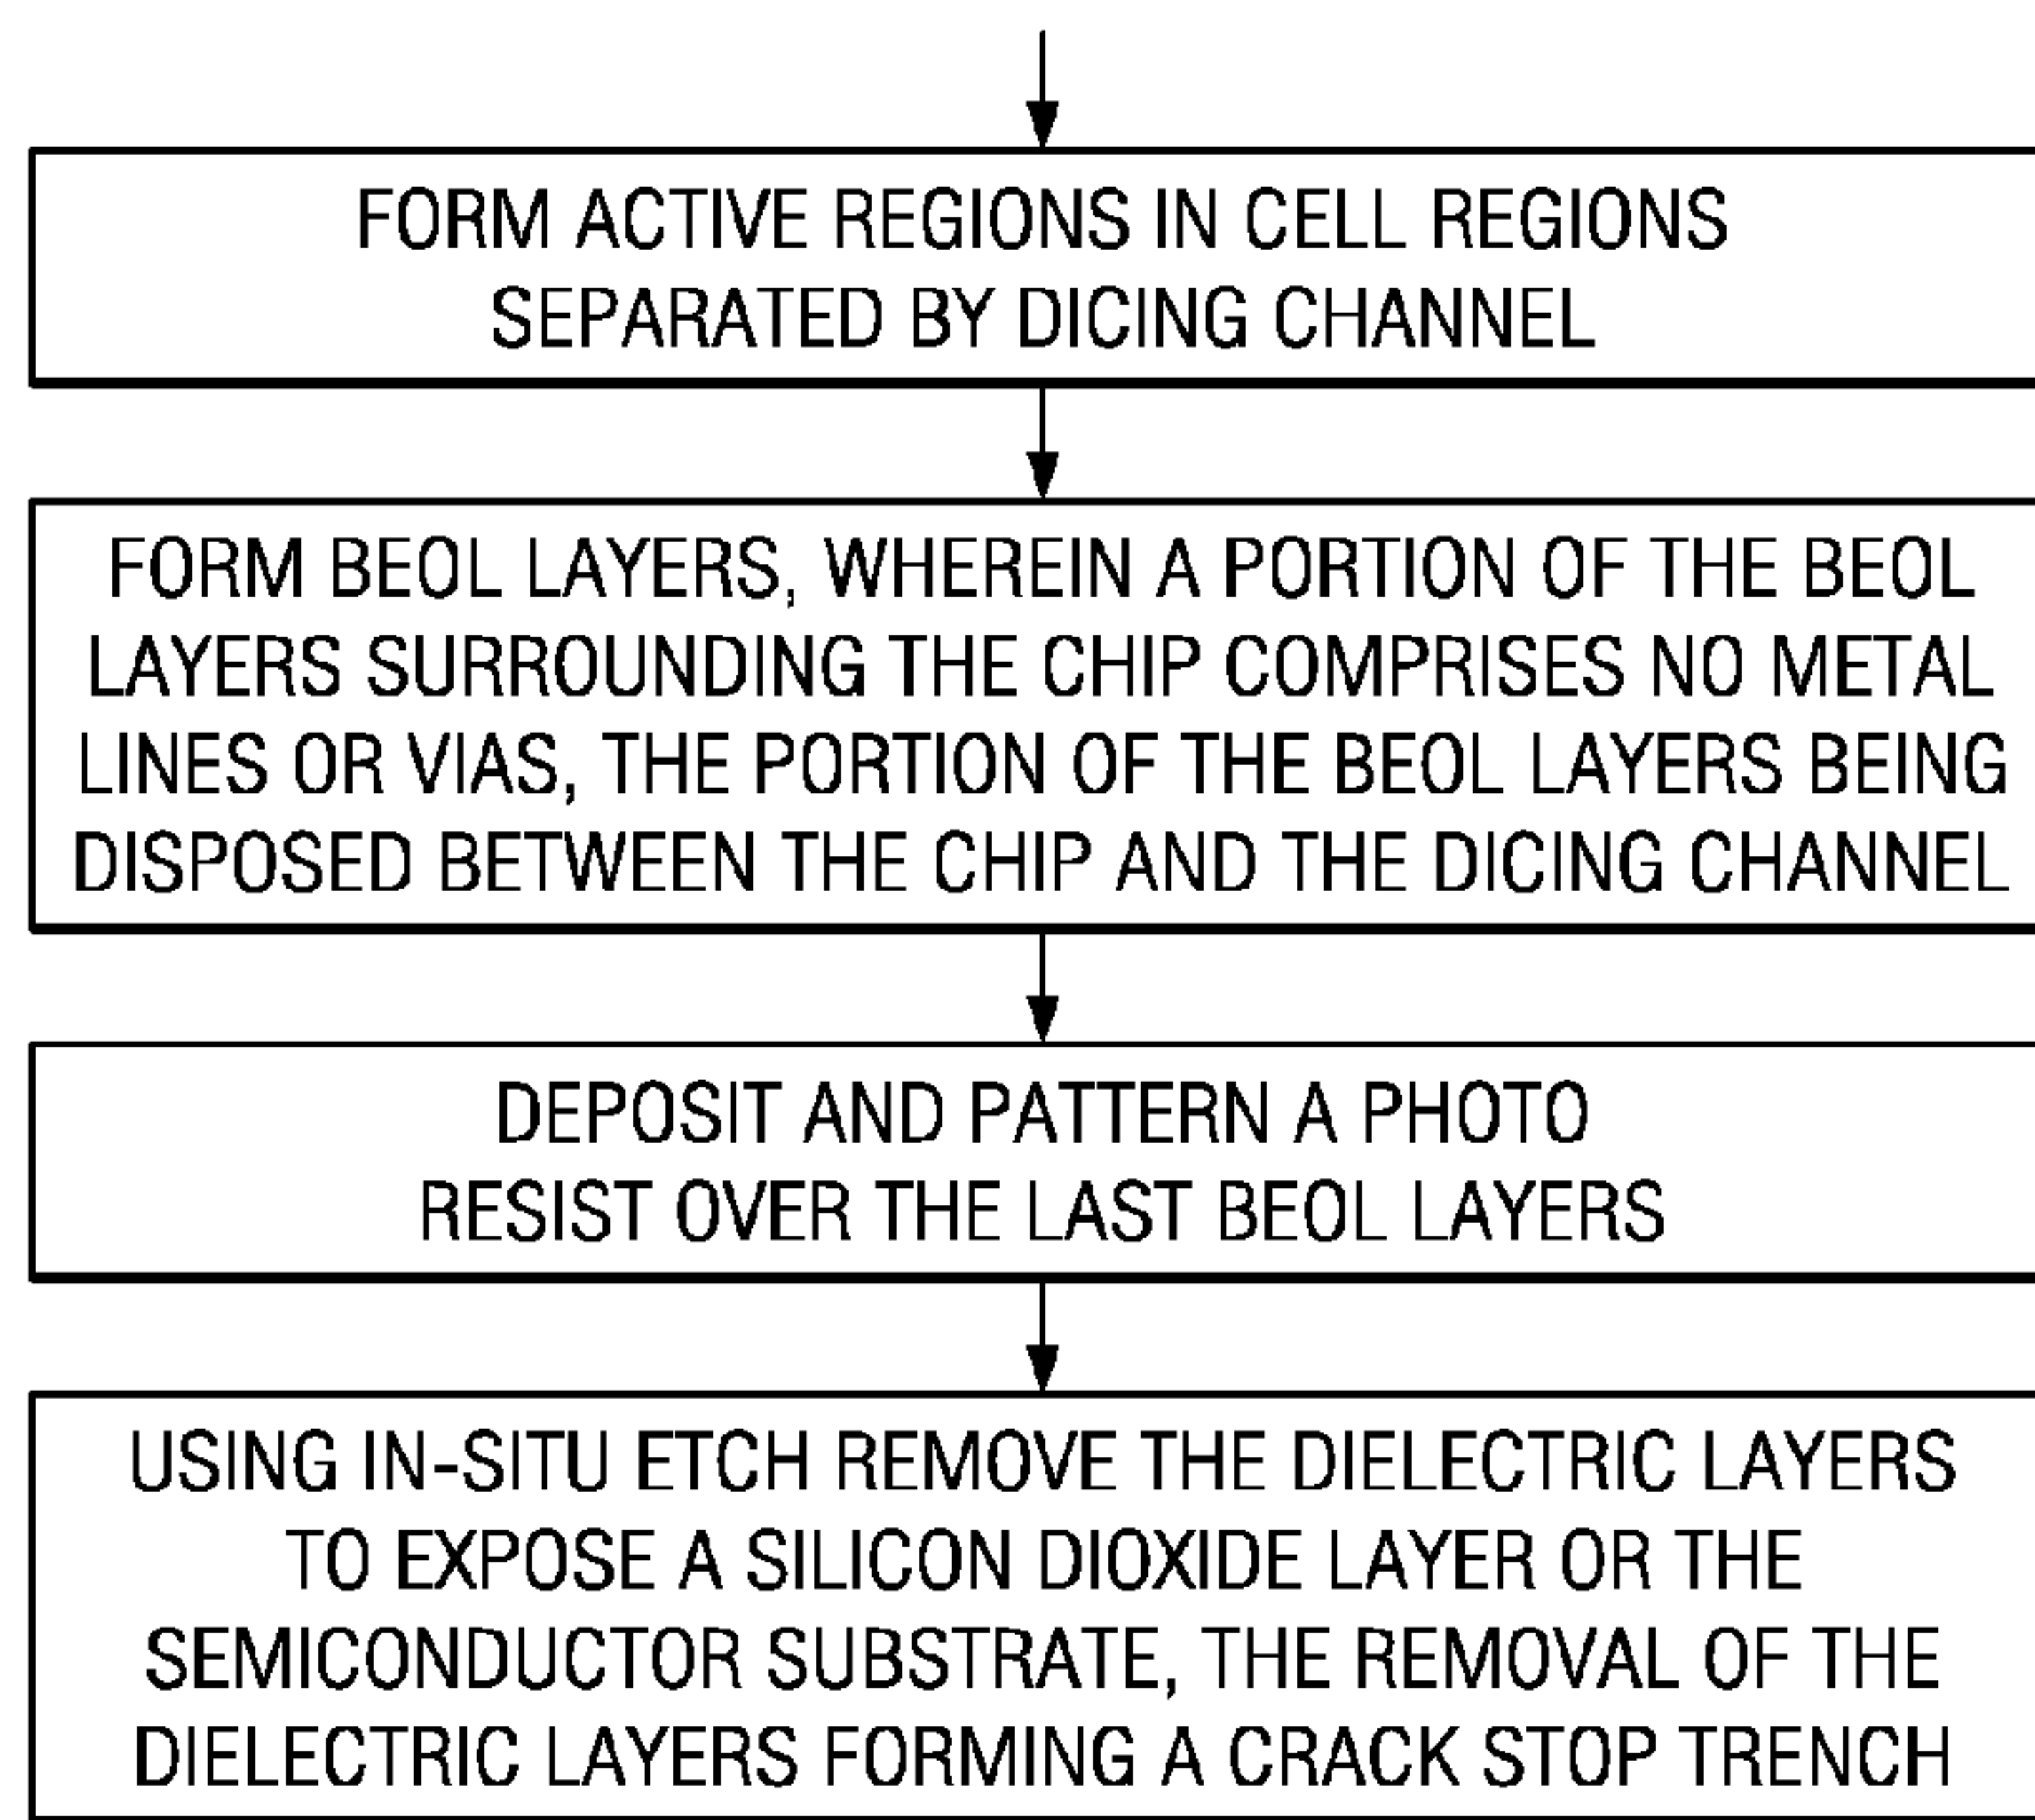 FORM ACTIVE REGIONS IN CELL REGIONS
SEPARATED BY DICING CHANNEL
FORM BEOL LAYERS, WHEREIN A PORTION OF THE BEOL
LAYERS SURROUNDING THE CHIP COMPRISES NO METAL
LINES OR VIAS, THE PORTION OF THE BEOL LAYERS BEING
DISPOSED BETWEEN THE CHIP AND THE DICING CHANNEL
DEPOSIT AND PATTERN A PHOTO
RESIST OVER THE LAST BEOL LAYERS
USING IN-SITU ETCH REMOVE THE DIELECTRIC LAYERS
TO EXPOSE A SILICON DIOXIDE LAYER OR THE
SEMICONDUCTOR SUBSTRATE, THE REMOVAL OF THE
DIELECTRIC LAYERS FORMING A CRACK STOP TRENCH